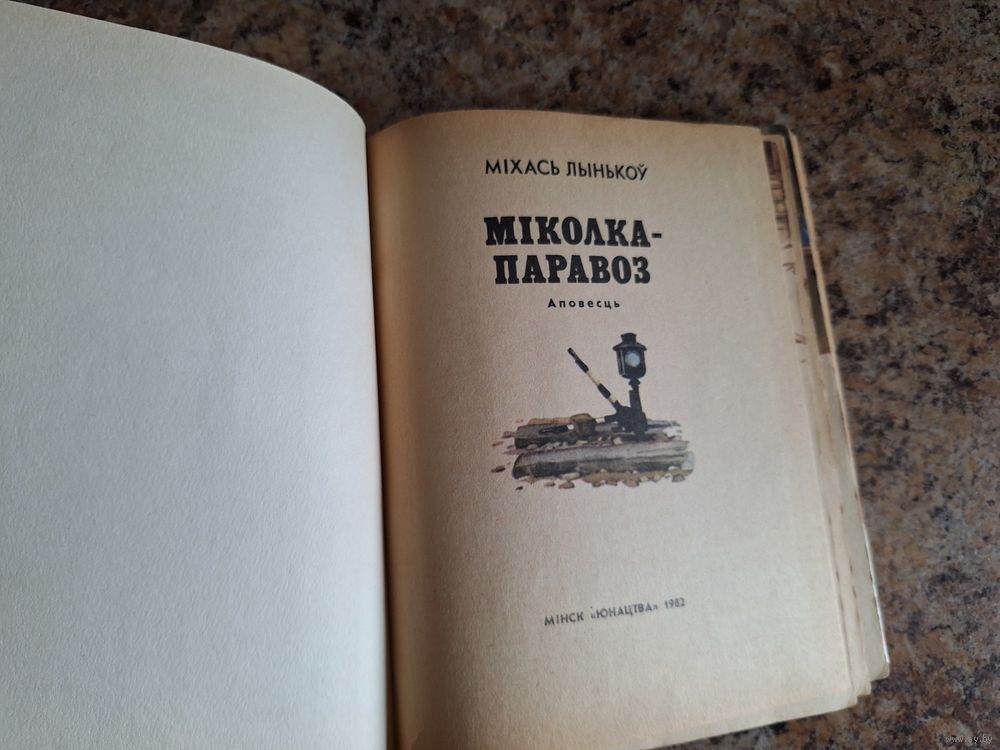 МІХАСЬ ЛЫНЬКОЎ
МІКОЛКА-
ПАРАВОЗ
Аповесць
МІНСК «ЮНАЦТВА» 1982